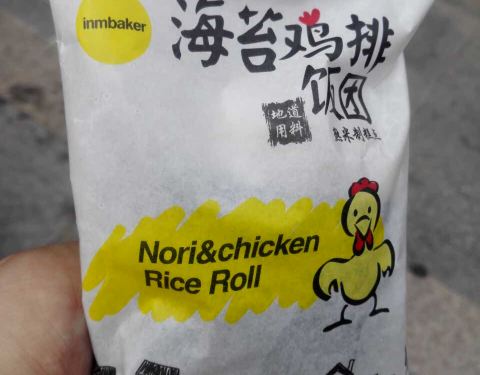 inmbaker
海苔鸡排
饭团
地道
用料
Nori&chicken
Rice Roll